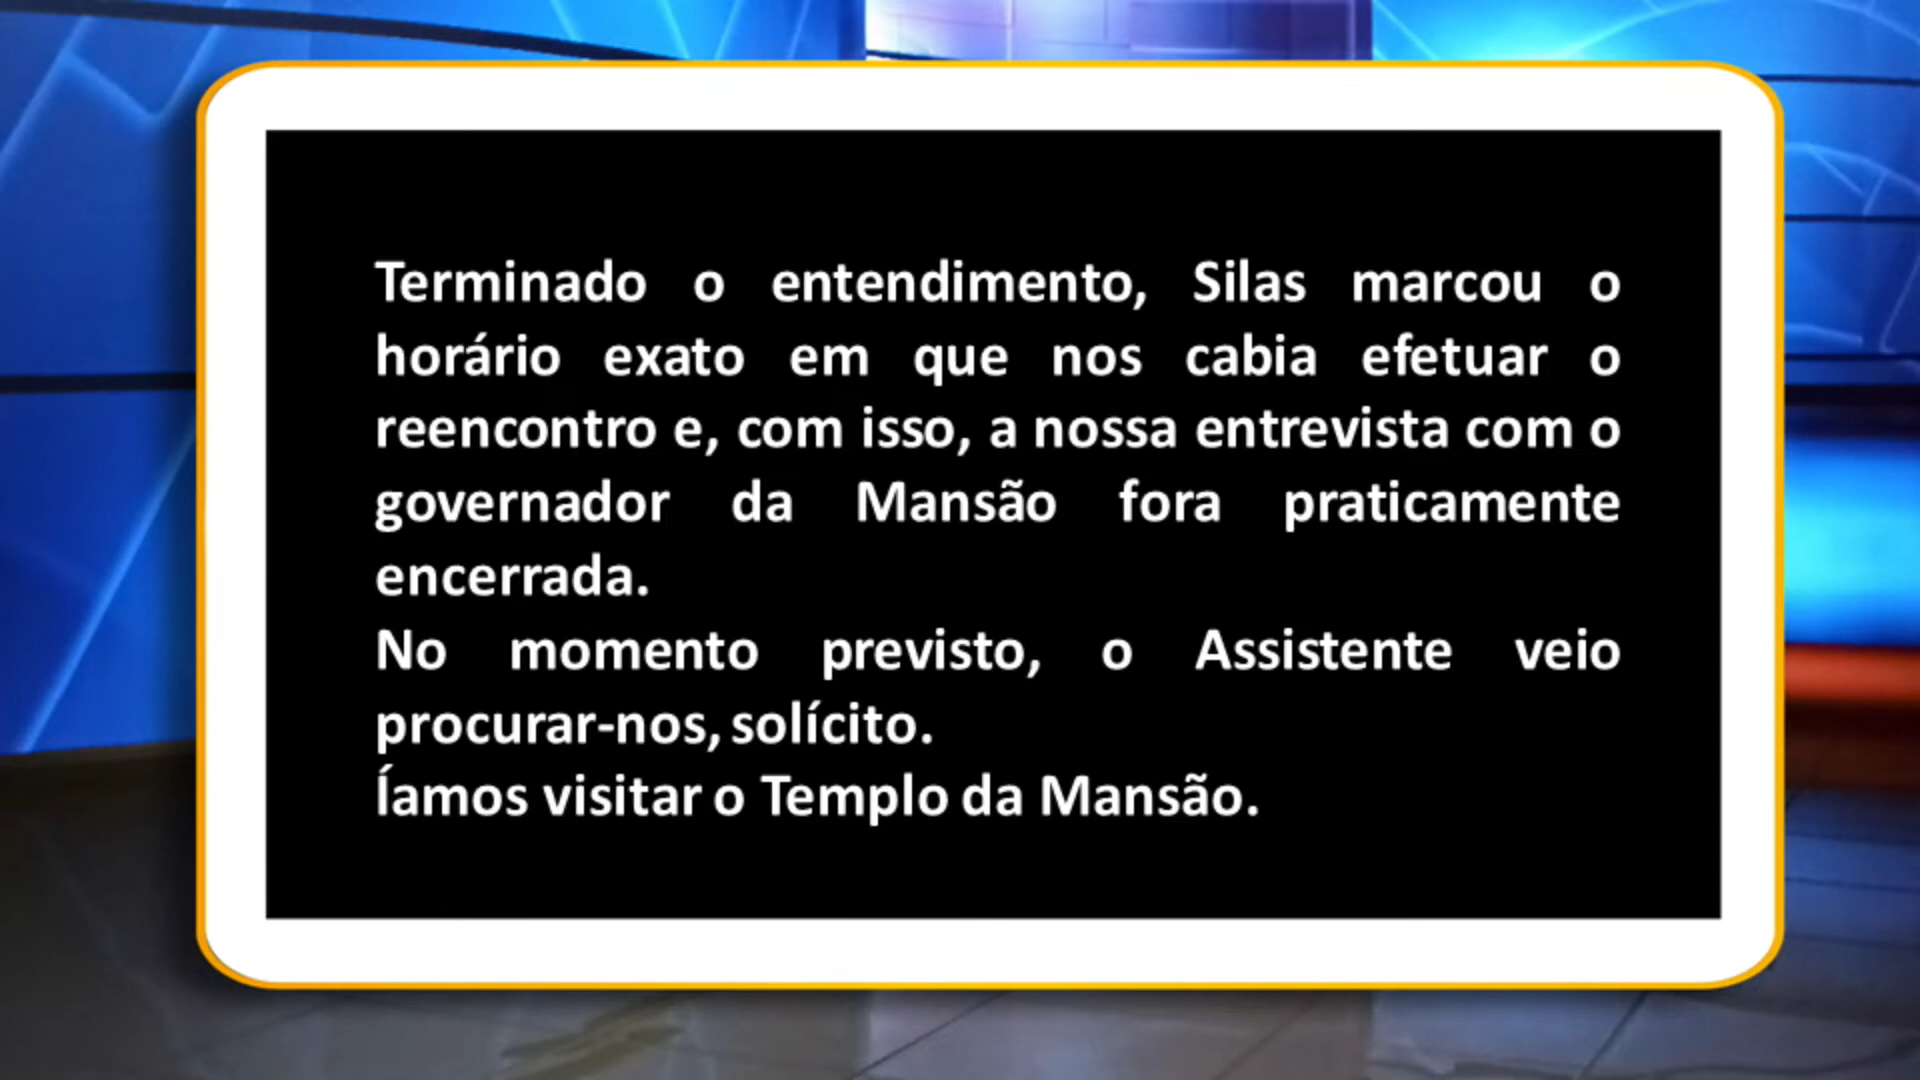 Terminado o entendimento, Silas marcou o
horário exato em que nos cabia efetuar o
reencontro e, com isso, a nossa entrevista com o
governador da Mansão fora praticamente
encerrada.
No momento previsto, o Assistente veio
procurar-nos, solícito.
Íamos visitar o Templo da Mansão.